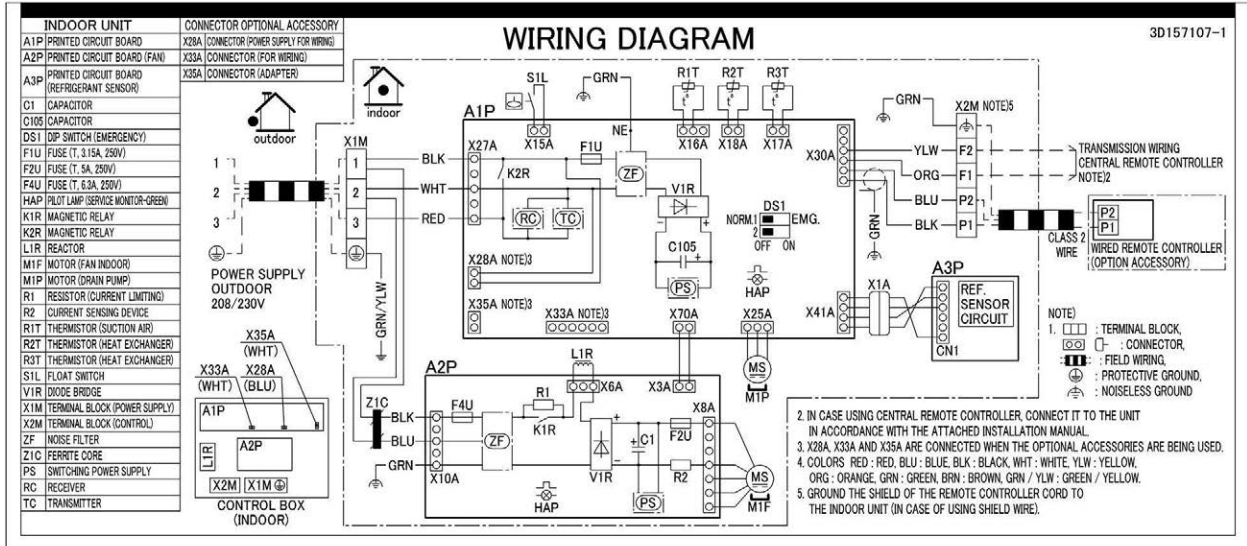 WIRING DIAGRAM
3D157107-1
INDOOR UNIT
A1P PRINTED CIRCUIT BOARD
A2P PRINTED CIRCUIT BOARD (FAN)
A3P PRINTED CIRCUIT BOARD
(REFRIGERANT SENSOR)
C1 CAPACITOR
C105 CAPACITOR
DS1 DIP SWITCH (EMERGENCY)
F1U FUSE (T, 3.15A, 250V)
F2U FUSE (T, 5A, 250V)
F4U FUSE (T, 6.3A, 250V)
HAP PILOT LAMP (SERVICE MONITOR-GREEN)
K1R MAGNETIC RELAY
K2R MAGNETIC RELAY
L1R REACTOR
M1F MOTOR (FAN INDOOR)
M1P MOTOR (DRAIN PUMP)
R1 RESISTOR (CURRENT LIMITING)
R2 CURRENT SENSING DEVICE
R1T THERMISTOR (SUCTION AIR)
R2T THERMISTOR (HEAT EXCHANGER)
R3T THERMISTOR (HEAT EXCHANGER)
S1L FLOAT SWITCH
V1R DIODE BRIDGE
X1M TERMINAL BLOCK (POWER SUPPLY)
X2M TERMINAL BLOCK (CONTROL)
ZF NOISE FILTER
Z1C FERRITE CORE
PS SWITCHING POWER SUPPLY
RC RECEIVER
TC TRANSMITTER
CONNECTOR OPTIONAL ACCESSORY
X28A CONNECTOR (POWER SUPPLY FOR WIRING)
X33A CONNECTOR (FOR WIRING)
X35A CONNECTOR (ADAPTER)
outdoor
indoor
1
2
3
POWER SUPPLY
OUTDOOR
208/230V
X1M
1
2
3
BLK
WHT
RED
GRN/YLW
X35A
(WHT)
X33A
(WHT)
X28A
(BLU)
A1P
A2P
L1R
X2M
X1M
CONTROL BOX
(INDOOR)
A1P
X27A
K2R
F1U
S1L
X15A
NE
GRN
ZF
RC
TC
V1R
C105
+
PS
R1T
R2T
R3T
t°
t°
t°
X16A
X18A
X17A
DS1
NORM.
1
2
EMG.
OFF
ON
HAP
X28A NOTE)3
X35A NOTE)3
X33A NOTE)3
X70A
X25A
X30A
X41A
MS
M1P
A2P
Z1C
BLK
BLU
GRN
X10A
F4U
ZF
R1
K1R
L1R
X6A
X3A
V1R
+
-
+
C1
F2U
R2
PS
HAP
X8A
MS
M1F
GRN
GRN
X2M NOTE)5
YLW
F2
ORG
F1
BLU
P2
BLK
P1
TRANSMISSION WIRING
CENTRAL REMOTE CONTROLLER
NOTE)2
CLASS 2
WIRE
P2
P1
WIRED REMOTE CONTROLLER
(OPTION ACCESSORY)
X1A
A3P
REF.
SENSOR
CIRCUIT
CN1
NOTE)
1. : TERMINAL BLOCK,
: CONNECTOR,
: FIELD WIRING,
: PROTECTIVE GROUND,
: NOISELESS GROUND
2. IN CASE USING CENTRAL REMOTE CONTROLLER, CONNECT IT TO THE UNIT
IN ACCORDANCE WITH THE ATTACHED INSTALLATION MANUAL.
3. X28A, X33A AND X35A ARE CONNECTED WHEN THE OPTIONAL ACCESSORIES ARE BEING USED.
4. COLORS RED : RED, BLU : BLUE, BLK : BLACK, WHT : WHITE, YLW : YELLOW,
ORG : ORANGE, GRN : GREEN, BRN : BROWN, GRN / YLW : GREEN / YELLOW.
5. GROUND THE SHIELD OF THE REMOTE CONTROLLER CORD TO
THE INDOOR UNIT (IN CASE OF USING SHIELD WIRE).